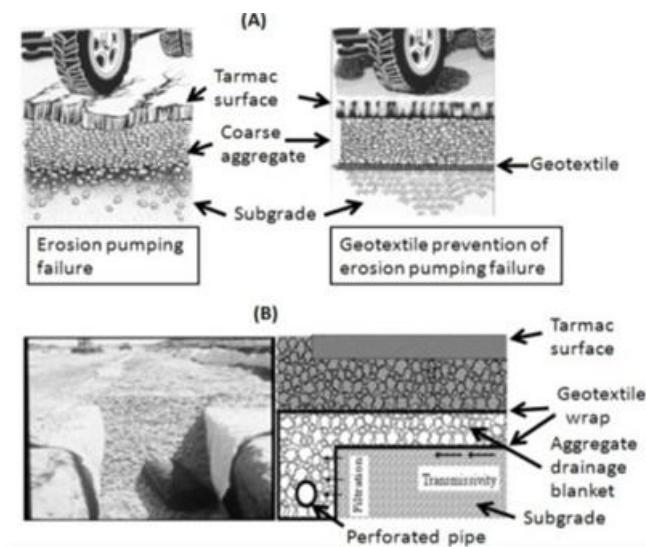 (A)
Tarmac
surface
Coarse
aggregate
Geotextile
Subgrade
Erosion pumping
failure
Geotextile prevention of
erosion pumping failure
(B)
Tarmac
surface
Geotextile
wrap
Aggregate
drainage
blanket
Filtration
Transmissivity
Subgrade
Perforated pipe